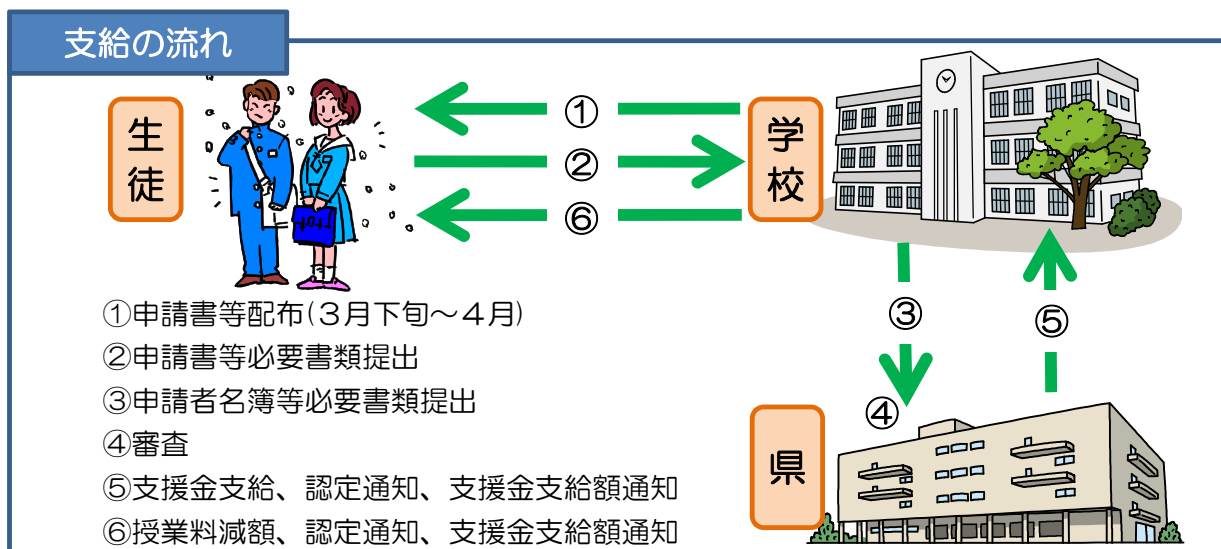 支給の流れ
生徒
①
②
⑥
学校
③
⑤
④
県
①申請書等配布(３月下旬～４月)
②申請書等必要書類提出
③申請者名簿等必要書類提出
④審査
⑤支援金支給、認定通知、支援金支給額通知
⑥授業料減額、認定通知、支援金支給額通知